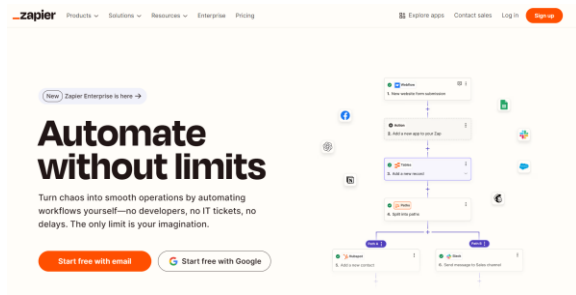 _zapier
Products Solutions Resources Enterprise Pricing
Explore apps Contact sales Log in Sign up
New Zapier Enterprise is here →
Automate
without limits
Turn chaos into smooth operations by automating
workflows yourself—no developers, no IT tickets, no
delays. The only limit is your imagination.
Start free with email
Start free with Google
Webflow
1. New website form submission
Action
2. Add a new app to your Zap
Tables
3. Add a new record
Paths
4. Split into paths
Path A
Path B
Hubspot
5. Add a new contact
Slack
6. Send message to Sales channel